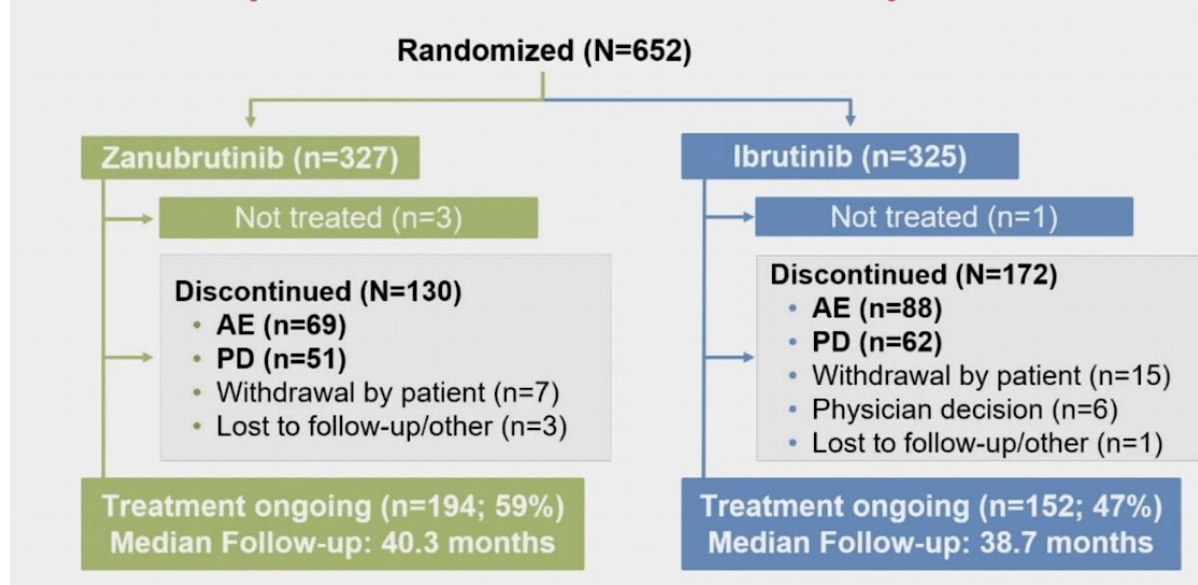 Randomized (N=652)
Zanubrutinib (n=327)
Not treated (n=3)
Discontinued (N=130)
• AE (n=69)
• PD (n=51)
• Withdrawal by patient (n=7)
• Lost to follow-up/other (n=3)
Treatment ongoing (n=194; 59%)
Median Follow-up: 40.3 months
Ibrutinib (n=325)
Not treated (n=1)
Discontinued (N=172)
• AE (n=88)
• PD (n=62)
• Withdrawal by patient (n=15)
• Physician decision (n=6)
• Lost to follow-up/other (n=1)
Treatment ongoing (n=152; 47%)
Median Follow-up: 38.7 months